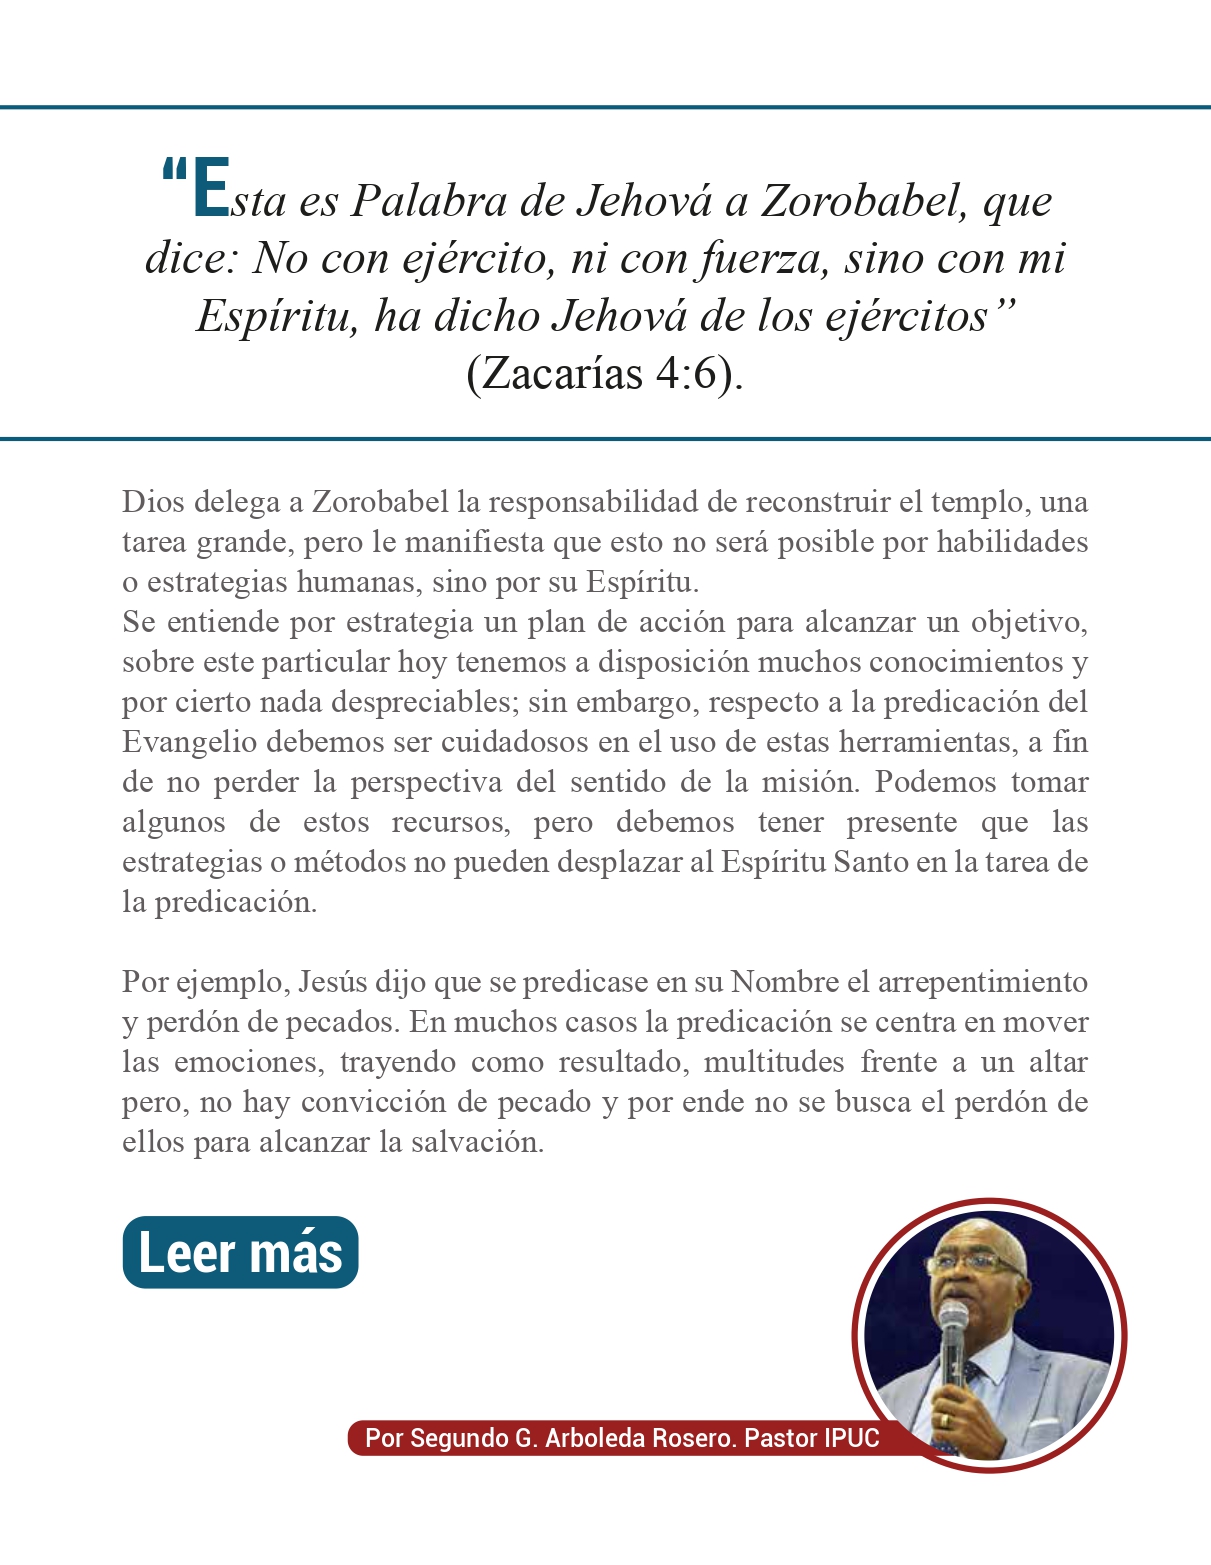 “Esta es Palabra de Jehová a Zorobabel, que
dice: No con ejército, ni con fuerza, sino con mi
Espíritu, ha dicho Jehová de los ejércitos”
(Zacarías 4:6).
Dios delega a Zorobabel la responsabilidad de reconstruir el templo, una
tarea grande, pero le manifiesta que esto no será posible por habilidades
o estrategias humanas, sino por su Espíritu.
Se entiende por estrategia un plan de acción para alcanzar un objetivo,
sobre este particular hoy tenemos a disposición muchos conocimientos y
por cierto nada despreciables; sin embargo, respecto a la predicación del
Evangelio debemos ser cuidadosos en el uso de estas herramientas, a fin
de no perder la perspectiva del sentido de la misión. Podemos tomar
algunos de estos recursos, pero debemos tener presente que las
estrategias o métodos no pueden desplazar al Espíritu Santo en la tarea de
la predicación.
Por ejemplo, Jesús dijo que se predicase en su Nombre el arrepentimiento
y perdón de pecados. En muchos casos la predicación se centra en mover
las emociones, trayendo como resultado, multitudes frente a un altar
pero, no hay convicción de pecado y por ende no se busca el perdón de
ellos para alcanzar la salvación.
Leer más
Por Segundo G. Arboleda Rosero. Pastor IPUC